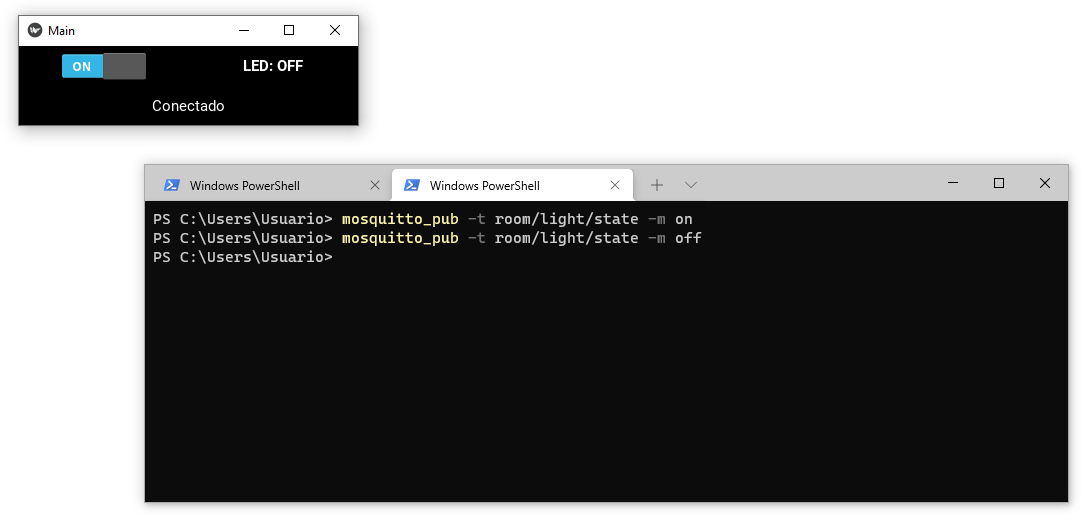 Main
ON
LED: OFF
Conectado
Windows PowerShell
Windows PowerShell
PS C:\Users\Usuario> mosquitto_pub -t room/light/state -m on
PS C:\Users\Usuario> mosquitto_pub -t room/light/state -m off
PS C:\Users\Usuario>